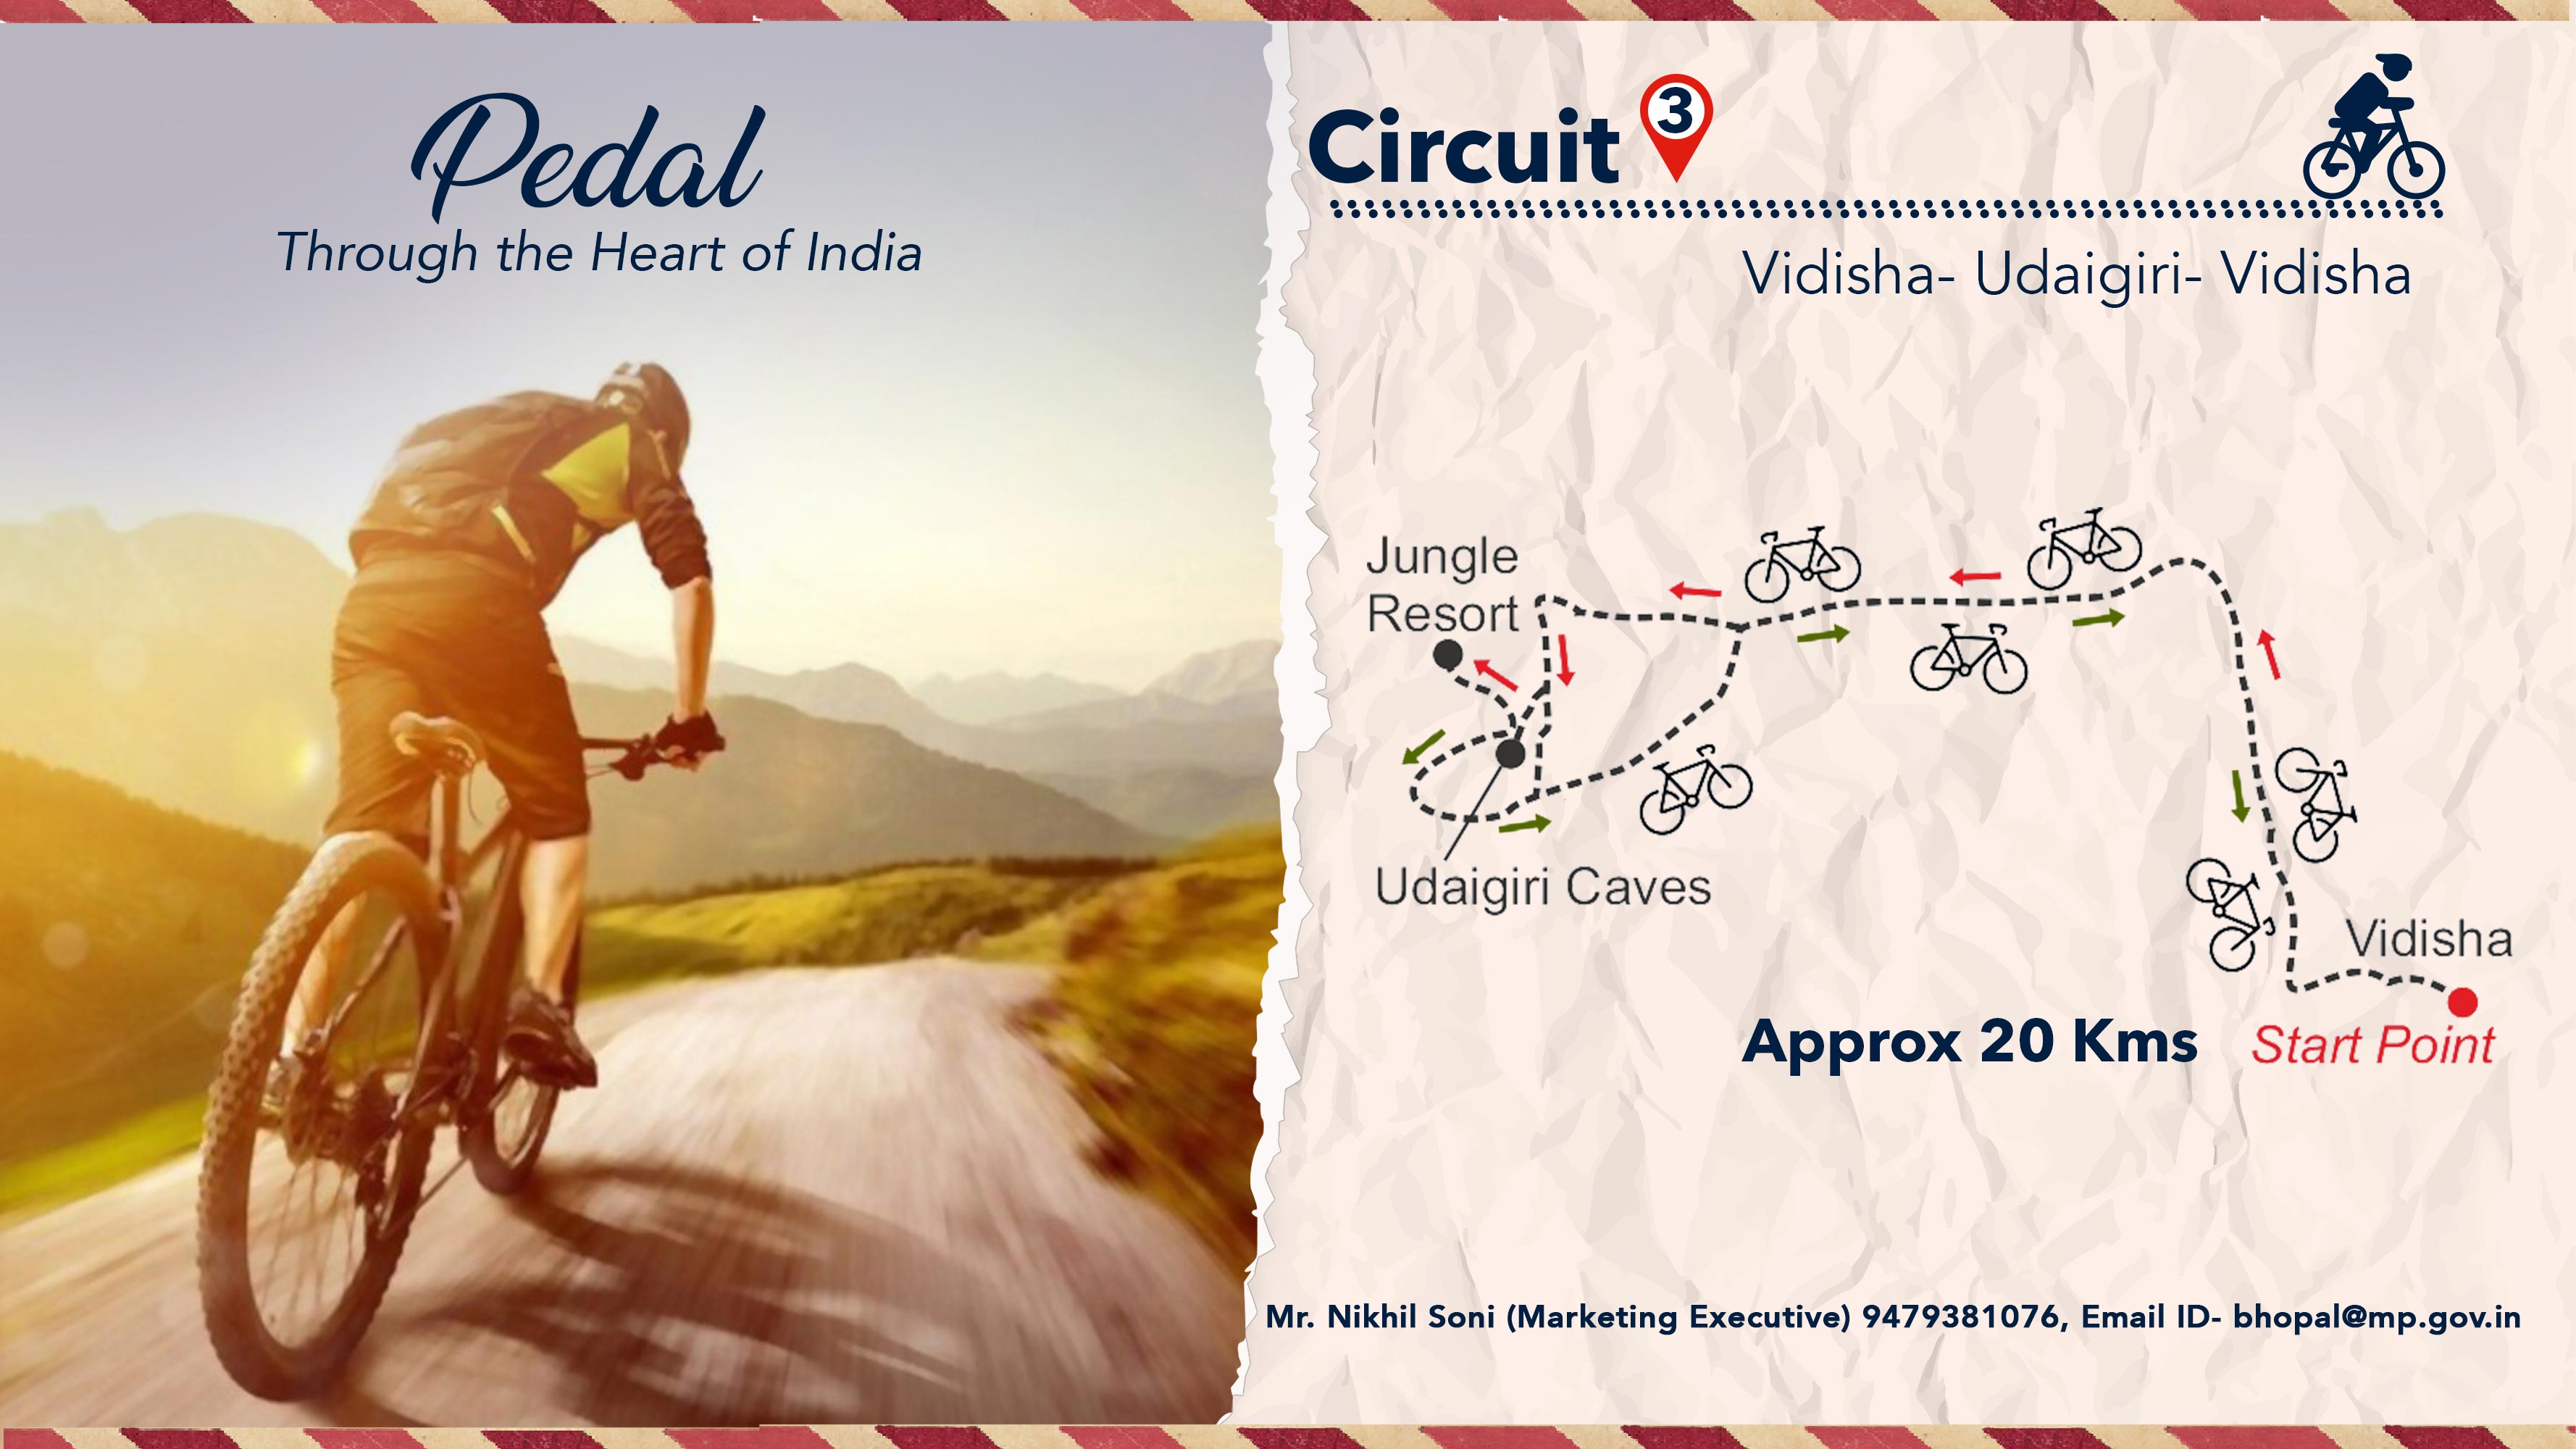 Pedal
Through the Heart of India
Circuit 3
Vidisha- Udaigiri- Vidisha
Jungle
Resort
Udaigiri Caves
Vidisha
Start Point
Approx 20 Kms
Mr. Nikhil Soni (Marketing Executive) 9479381076, Email ID- bhopal@mp.gov.in